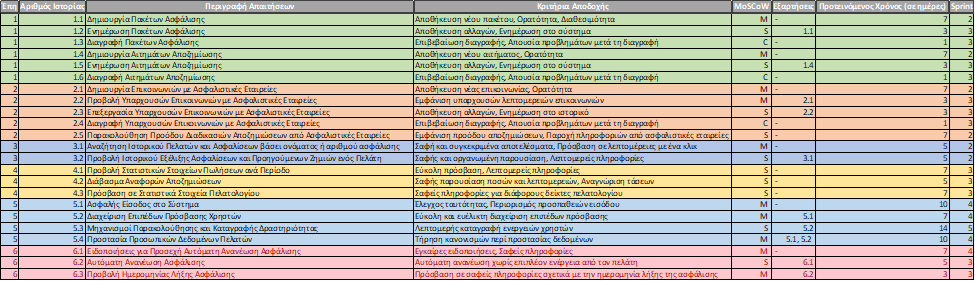 Έπη Αριθμός Ιστορίας Περιγραφή Απαιτήσεων Κριτήρια Αποδοχής MoSCoW Εξαρτήσεις Προτεινόμενος Χρόνος (σε ημέρες) Sprint
1 1.1 Δημιουργία Πακέτων Ασφάλισης Αποθήκευση νέου πακέτου, Ορατότητα, Διαθεσιμότητα M - 7 2
1 1.2 Ενημέρωση Πακέτων Ασφάλισης Αποθήκευση αλλαγών, Ενημέρωση στο σύστημα S 1.1 3 3
1 1.3 Διαγραφή Πακέτων Ασφάλιση Επιβεβαίωση διαγραφής, Απουσία προβλημάτων μετά τη διαγραφή C - 1 3
1 1.4 Δημιουργία Αιτημάτων Αποζημίωσης Αποθήκευση νέου αιτήματος, Ορατότητα M - 7 2
1 1.5 Ενημέρωση Αιτημάτων Αποζημίωσης Αποθήκευση αλλαγών, Ενημέρωση στο σύστημα S 1.4 3 3
1 1.6 Διαγραφή Αιτημάτων Αποζημίωσης Επιβεβαίωση διαγραφής, Απουσία προβλημάτων μετά τη διαγραφή C - 1 3
2 2.1 Δημιουργία Επικοινωνιών με Ασφαλιστικές Εταιρείες Αποθήκευση νέας επικοινωνίας, Ορατότητα M - 7 2
2 2.2 Προβολή Υπαρχουσών Επικοινωνιών με Ασφαλιστικές Εταιρείες Εμφάνιση υπαρχουσών λεπτομερειών επικοινωνιών M 2.1 3 3
2 2.3 Επεξεργασία Υπαρχουσών Επικοινωνιών με Ασφαλιστικές Εταιρείες Αποθήκευση αλλαγών, Ενημέρωση στο ιστορικό S 2.2 3 3
2 2.4 Διαγραφή Υπαρχουσών Επικοινωνιών με Ασφαλιστικές Εταιρείες Επιβεβαίωση διαγραφής, Απουσία προβλημάτων μετά τη διαγραφή C - 1 3
2 2.5 Παρακολούθηση Προόδου Διαδικασιών Αποζημιώσεων από Ασφαλιστικές Εταιρείες Εμφάνιση προόδου αποζημιώσεων, Παροχή πληροφοριών από ασφαλιστικές εταιρείες S - 7 2
3 3.1 Αναζήτηση Ιστορικού Πελατών και Ασφαλίσεων βάσει ονόματος ή αριθμού ασφάλισης Σαφή και συγκεκριμένα αποτελέσματα, Πρόσβαση σε λεπτομέρειες με ένα κλικ M - 5 2
3 3.2 Προβολή Ιστορικού Εξέλιξης Ασφαλίσεων και Προηγούμενων Ζημιών ενός Πελάτη Σαφής και οργανωμένη παρουσίαση, Λεπτομερείς πληροφορίες S 3.1 5 2
4 4.1 Προβολή Στατιστικών Στοιχείων Πωλήσεων ανά Περίοδο Εύκολη πρόσβαση, Λεπτομερείς πληροφορίες S - 7 3
4 4.2 Διάβασμα Αναφορών Αποζημιώσεων Σαφής παρουσίαση ποσών και λεπτομερειών, Αναγνώριση τάσεων S - 5 3
4 4.3 Πρόσβαση σε Στατιστικά Στοιχεία Πελατολογίου Σαφείς πληροφορίες για διάφορους δείκτες πελατολογίου S - 7 3
5 5.1 Ασφαλής Είσοδος στο Σύστημα Έλεγχος ταυτότητας, Περιορισμός προσπαθειών εισόδου M - 10 4
5 5.2 Διαχείριση Επιπέδων Πρόσβασης Χρηστών Εύκολη και ευέλικτη διαχείριση επιπέδων πρόσβασης M 5.1 7 4
5 5.3 Μηχανισμοί Παρακολούθησης και Καταγραφής Δραστηριότητας Λεπτομερής καταγραφή ενεργειών χρηστών S 5.2 14 5
5 5.4 Προστασία Προσωπικών Δεδομένων Πελατών Τήρηση κανονισμών περί προστασίας δεδομένων M 5.1, 5.2 10 4
6 6.1 Ειδοποιήσεις για Προσεχή Αυτόματη Ανανέωση Ασφάλισης Έγκαιρες ειδοποιήσεις, Σαφείς πληροφορίες M - 7 4
6 6.2 Αυτόματη Ανανέωση Ασφάλισης Αυτόματη ανανέωση χωρίς επιπλέον ενέργεια από τον πελάτη S 6.1 5 3
6 6.3 Προβολή Ημερομηνίας Λήξης Ασφάλισης Πρόσβαση σε σαφείς πληροφορίες σχετικά με την ημερομηνία λήξης της ασφάλισης M 6.2 3 3